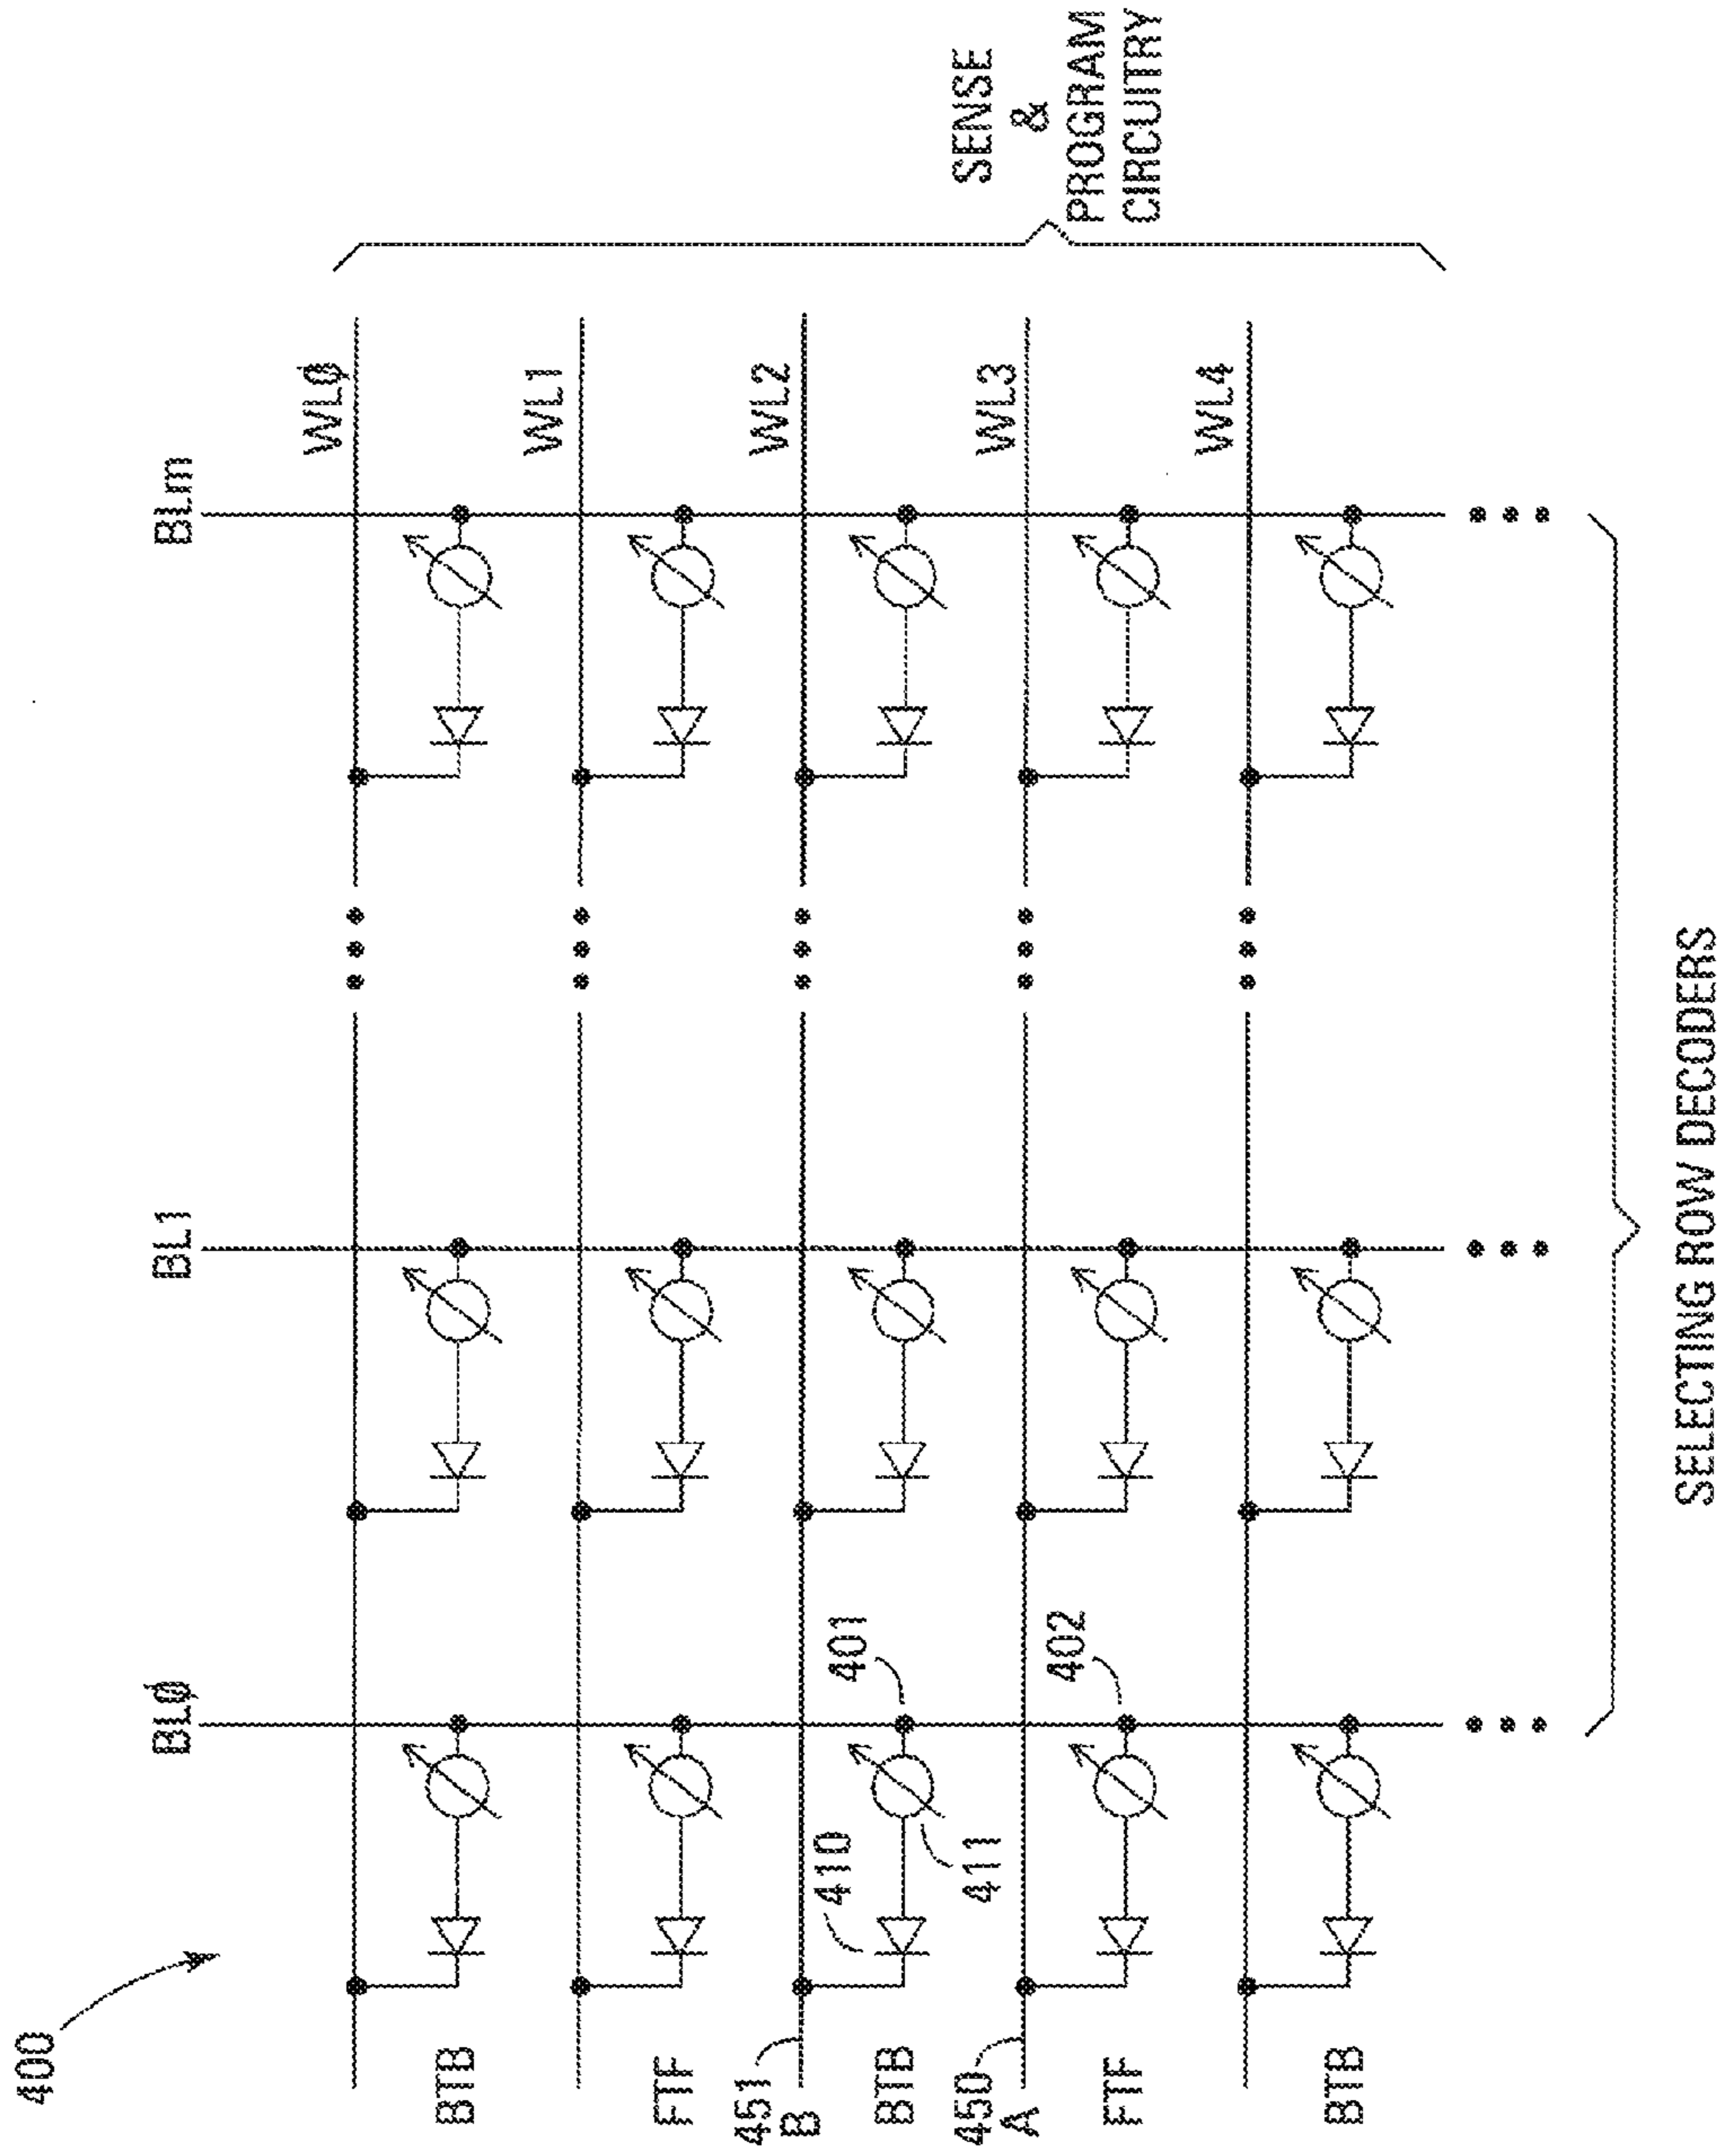 400
BLØ
BL1
BLm
WLØ
WL1
WL2
WL3
WL4
BTB
FTF
451
B
BTB
450
A
FTF
BTB
410
411
401
402
SENSE
&
PROGRAM
CIRCUITRY
SELECTING ROW DECODERS